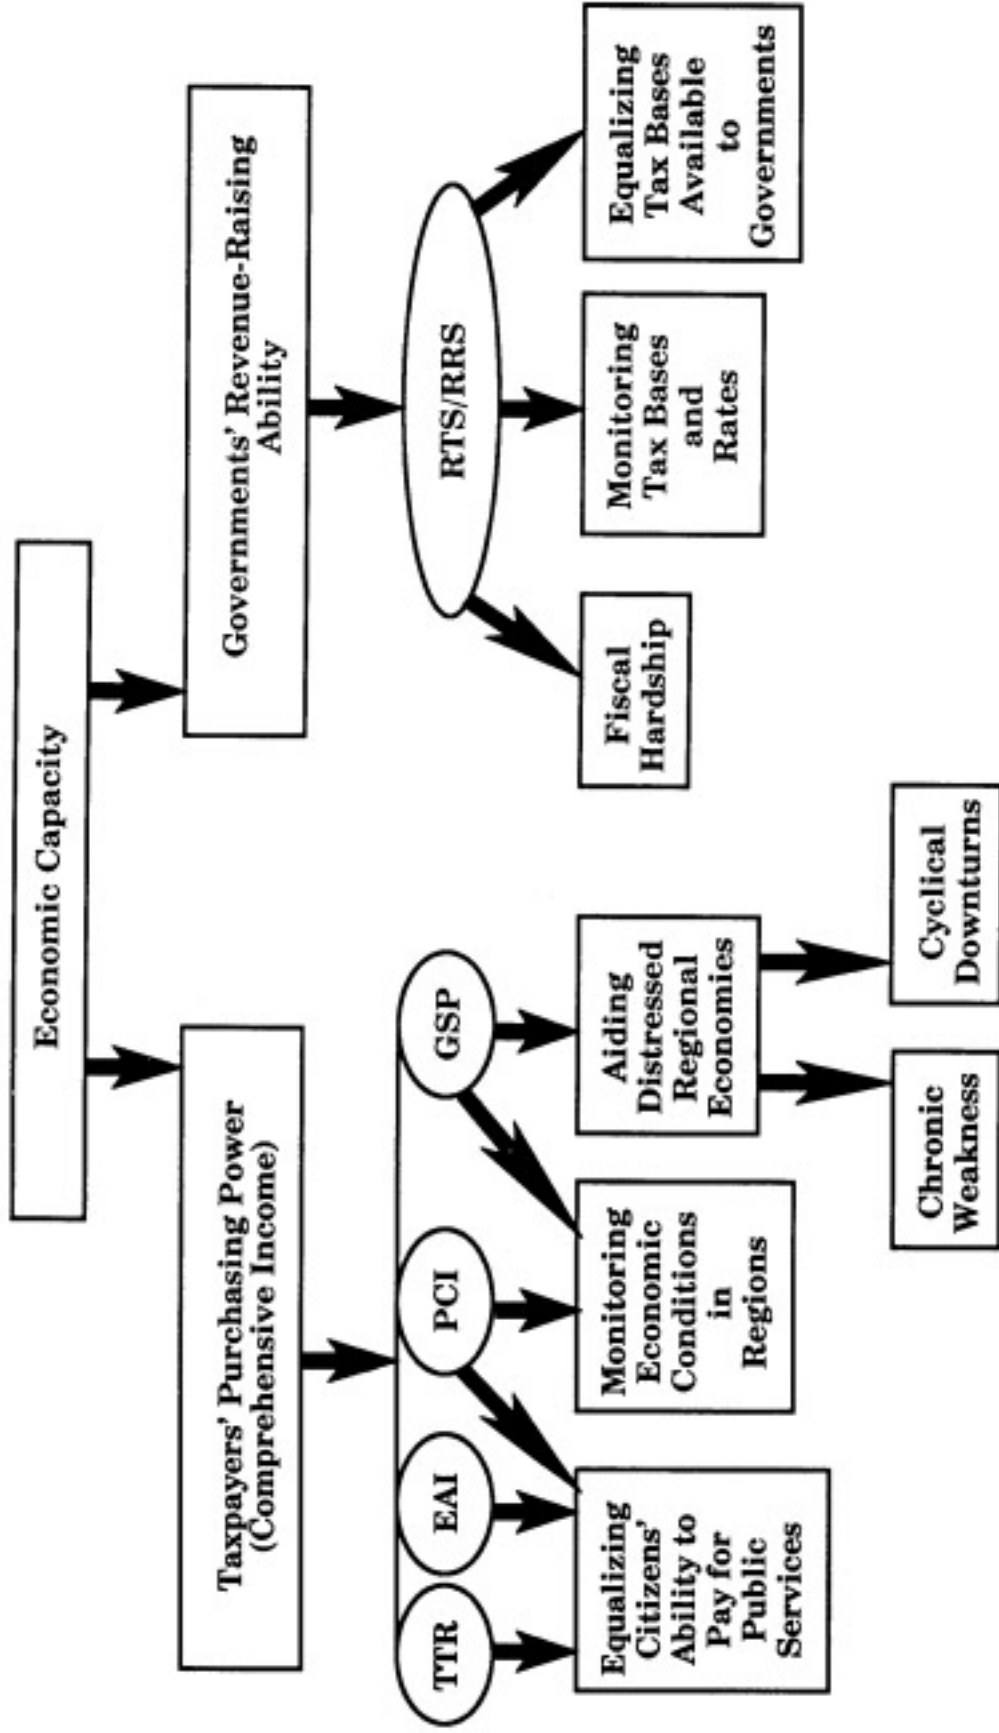 Economic Capacity
Taxpayers' Purchasing Power
(Comprehensive Income)
Governments' Revenue-Raising
Ability
TTR
EAI
PCI
GSP
RTS/RRS
Equalizing
Citizens'
Ability to
Pay for
Public
Services
Monitoring
Economic
Conditions
in
Regions
Aiding
Distressed
Regional
Economies
Fiscal
Hardship
Monitoring
Tax Bases
and
Rates
Equalizing
Tax Bases
Available
to
Governments
Chronic
Weakness
Cyclical
Downturns